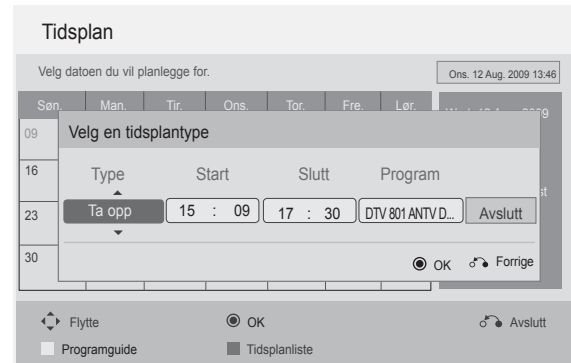 Tidsplan
Velg datoen du vil planlegge for.
Ons. 12 Aug. 2009 13:46
Søn. Man. Tir. Ons. Tor. Fre. Lør.
09
Velg en tidsplantype
16
Type Start Slutt Program
23
Ta opp 15 : 09 17 : 30 DTV 801 ANTV D... Avslutt
30
OK Forrige
Flytte OK Avslutt
Programguide Tidsplanliste